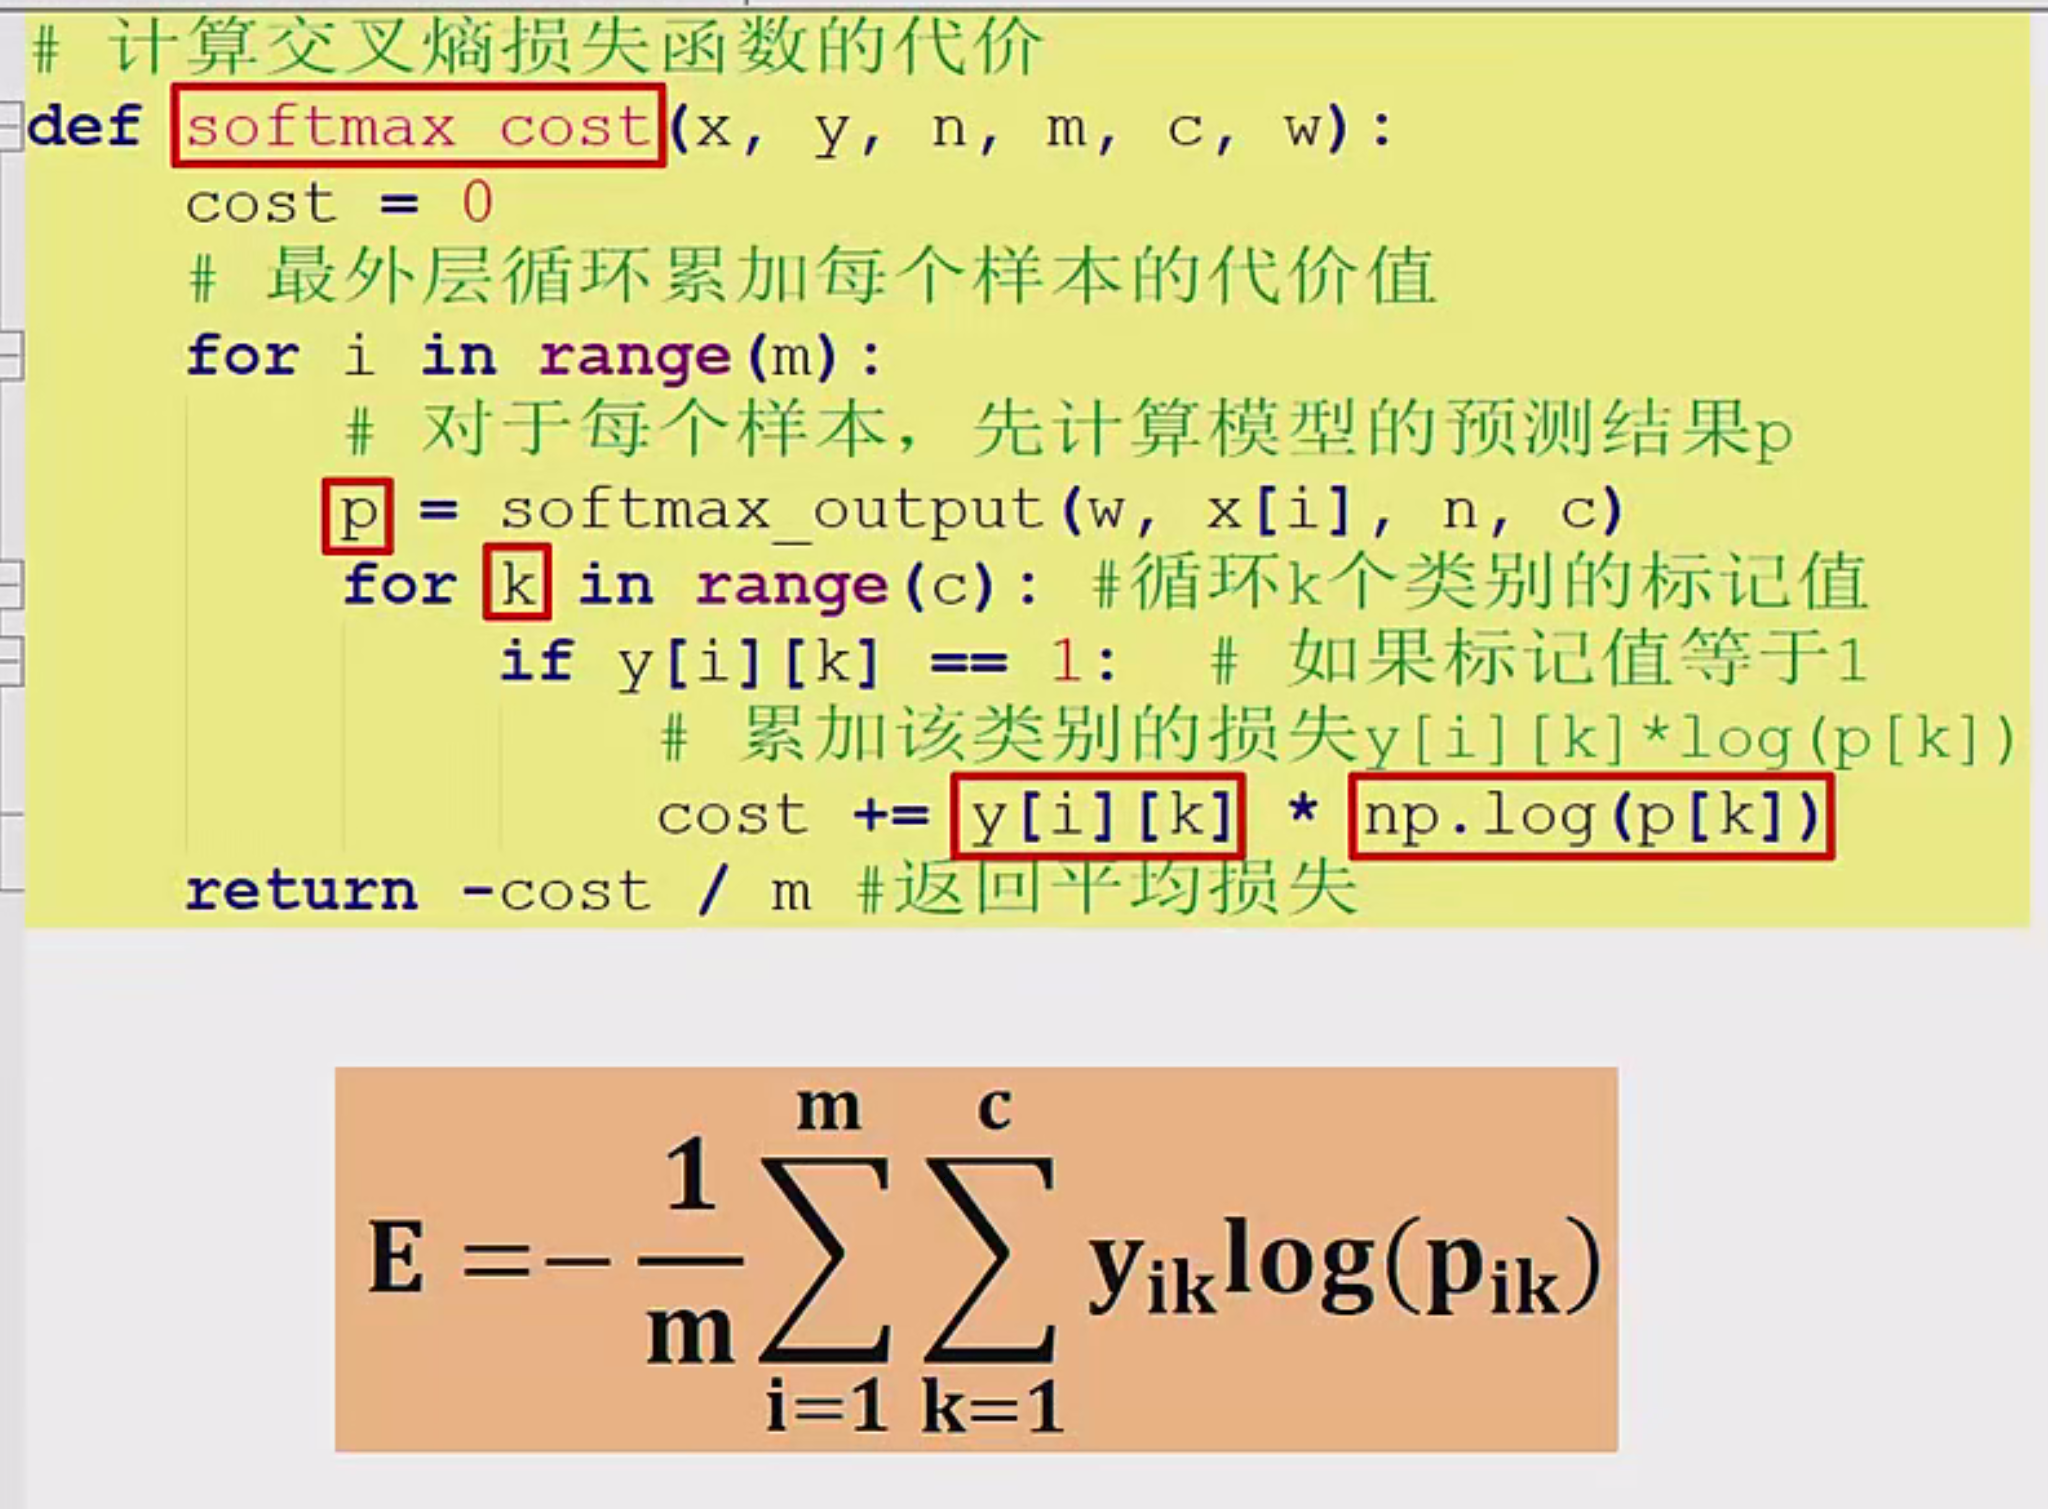 # 计算交叉熵损失函数的代价
def softmax cost(x, y, n, m, c, w):
    cost = 0
    # 最外层循环累加每个样本的代价值
    for i in range(m):
        # 对于每个样本，先计算模型的预测结果p
        p = softmax_output(w, x[i], n, c)
        for k in range(c): #循环k个类别的标记值
            if y[i][k] == 1:  # 如果标记值等于1
                # 累加该类别的损失y[i][k]*log(p[k])
                cost += y[i][k] * np.log(p[k])
    return -cost / m #返回平均损失
E = -\frac{1}{m}\sum_{i=1}^{m}\sum_{k=1}^{c} y_{ik}log(p_{ik})